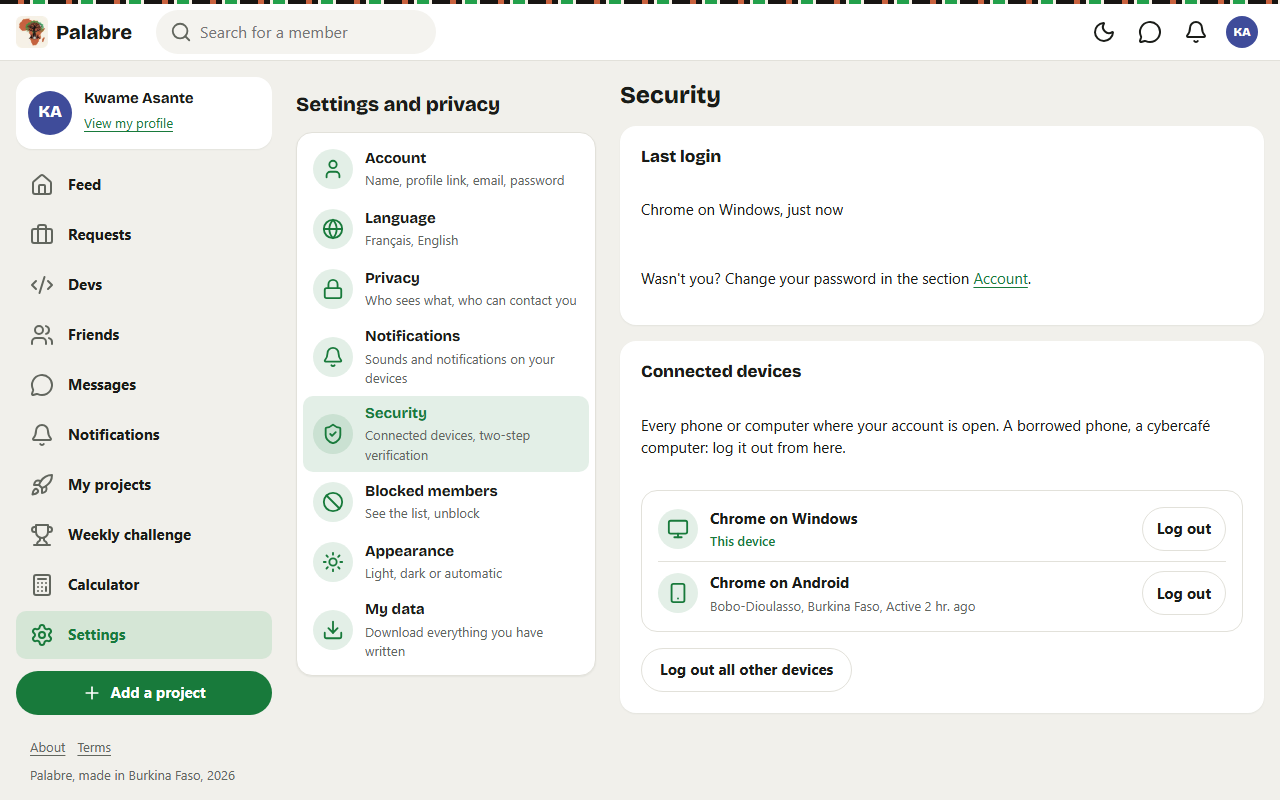 Palabre
Search for a member
KA
KA
Kwame Asante
View my profile
Feed
Requests
Devs
Friends
Messages
Notifications
My projects
Weekly challenge
Calculator
Settings
Add a project
About Terms
Palabre, made in Burkina Faso, 2026
Settings and privacy
Account
Name, profile link, email, password
Language
Français, English
Privacy
Who sees what, who can contact you
Notifications
Sounds and notifications on your
devices
Security
Connected devices, two-step
verification
Blocked members
See the list, unblock
Appearance
Light, dark or automatic
My data
Download everything you have
written
Security
Last login
Chrome on Windows, just now
Wasn't you? Change your password in the section Account.
Connected devices
Every phone or computer where your account is open. A borrowed phone, a cybercafé
computer: log it out from here.
Chrome on Windows
This device
Log out
Chrome on Android
Bobo-Dioulasso, Burkina Faso, Active 2 hr. ago
Log out
Log out all other devices